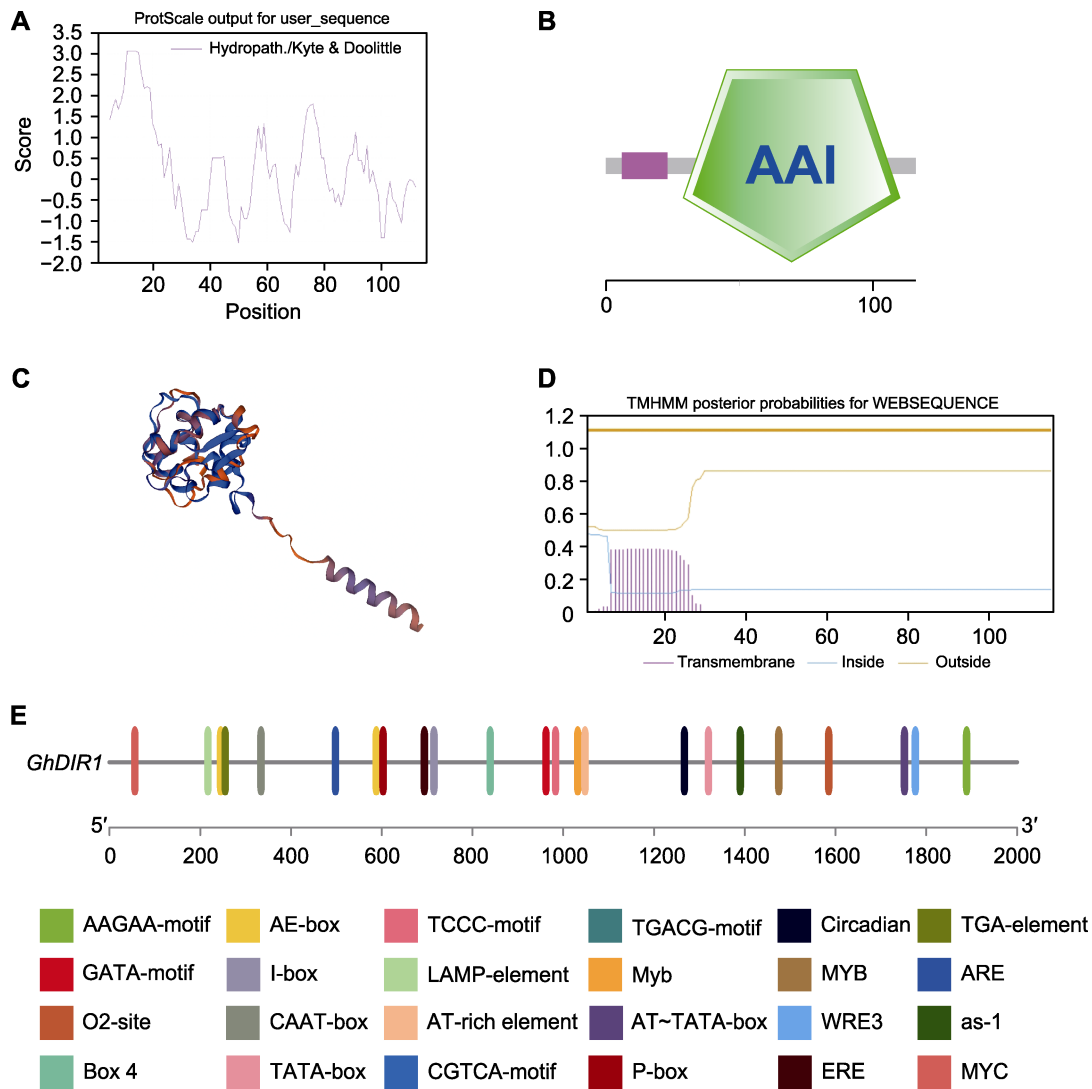 A
ProtScale output for user_sequence
Hydropath./Kyte & Doolittle
3.5
3.0
2.5
2.0
1.5
1.0
0.5
0
−0.5
−1.0
−1.5
−2.0
Score
20 40 60 80 100
Position
B
AAI
0 100
C
D
TMHMM posterior probabilities for WEBSEQUENCE
1.2
1.0
0.8
0.6
0.4
0.2
0
20 40 60 80 100
Transmembrane Inside Outside
E
GhDIR1
5′ 3′
0 200 400 600 800 1000 1200 1400 1600 1800 2000
AAGAA-motif AE-box TCCC-motif TGACG-motif Circadian TGA-element
GATA-motif I-box LAMP-element Myb MYB ARE
O2-site CAAT-box AT-rich element AT~TATA-box WRE3 as-1
Box 4 TATA-box CGTCA-motif P-box ERE MYC